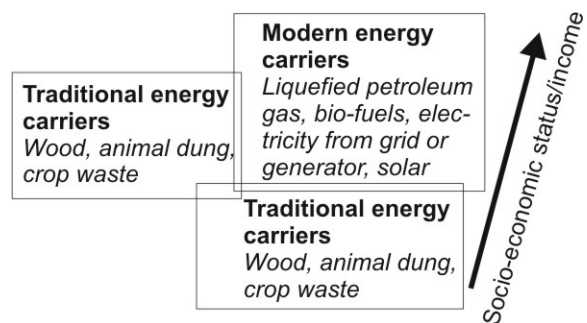 Modern energy
carriers
Liquefied petroleum
gas, bio-fuels, elec-
tricity from grid or
generator, solar
Traditional energy
carriers
Wood, animal dung,
crop waste
Traditional energy
carriers
Wood, animal dung,
crop waste
Socio-economic status/income